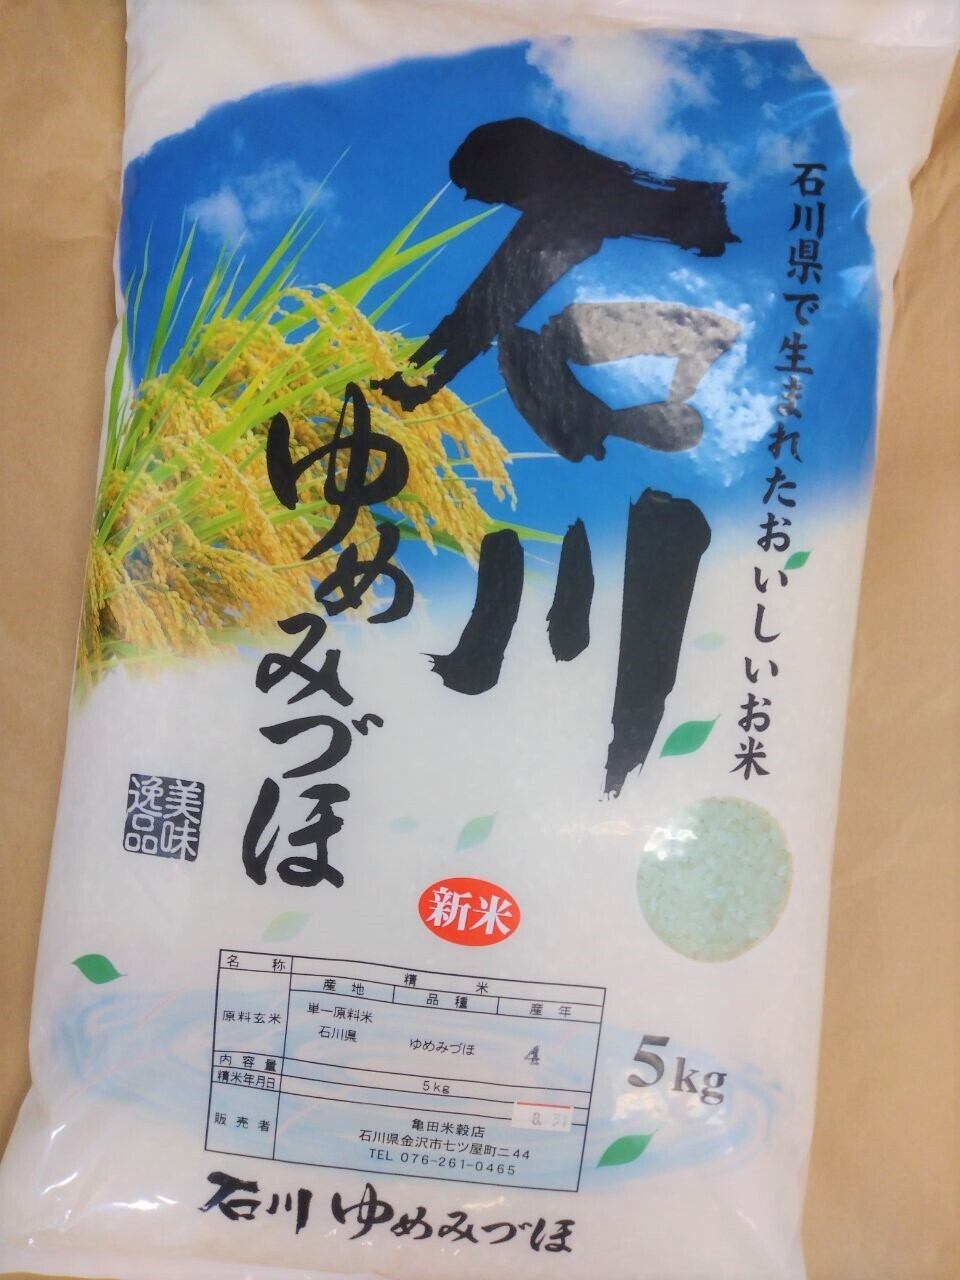 石川県で生まれたおいしいお米
石川
ゆめみづほ
美味
逸品
新米
名称 精米
産地 品種 産年
原料玄米 単一原料米
石川県 ゆめみづほ 4
内容量 5kg
精米年月日 8. 31
販売者 亀田米穀店
石川県金沢市七ツ屋町ニ44
TEL 076-261-0465
5kg
石川 ゆめみづほ